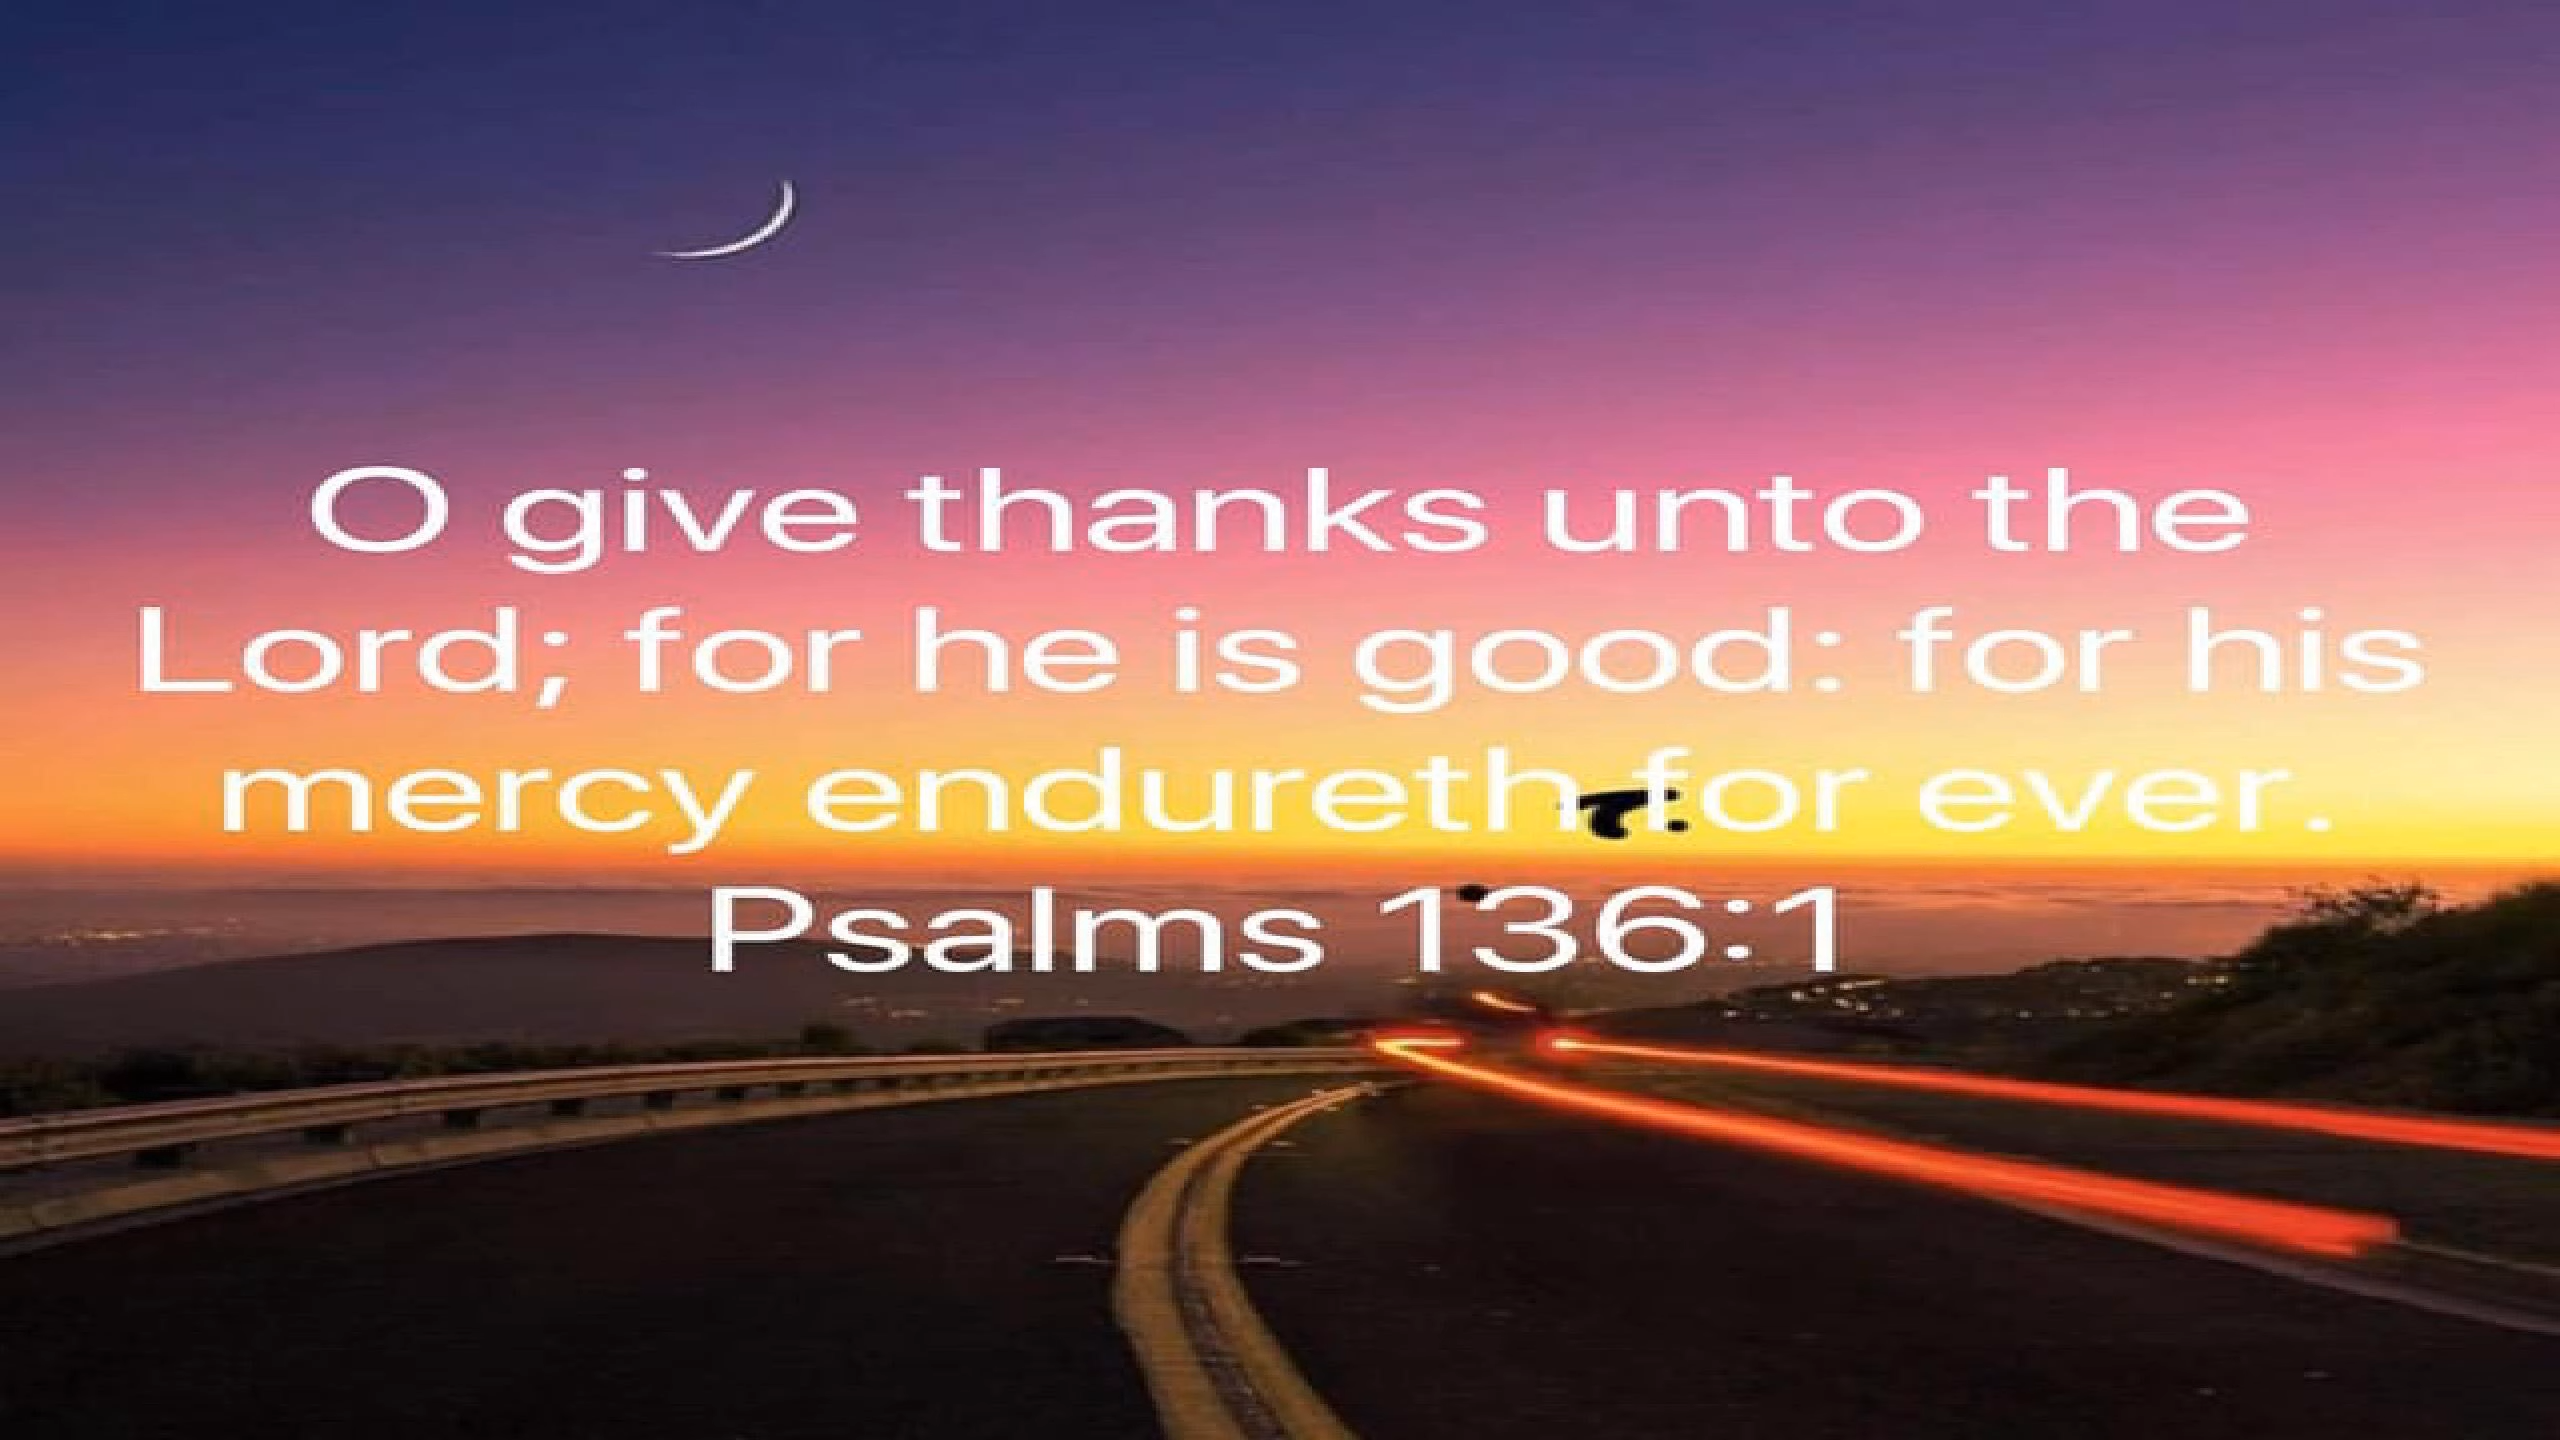 O give thanks unto the
Lord; for he is good: for his
mercy endureth for ever.
Psalms 136:1